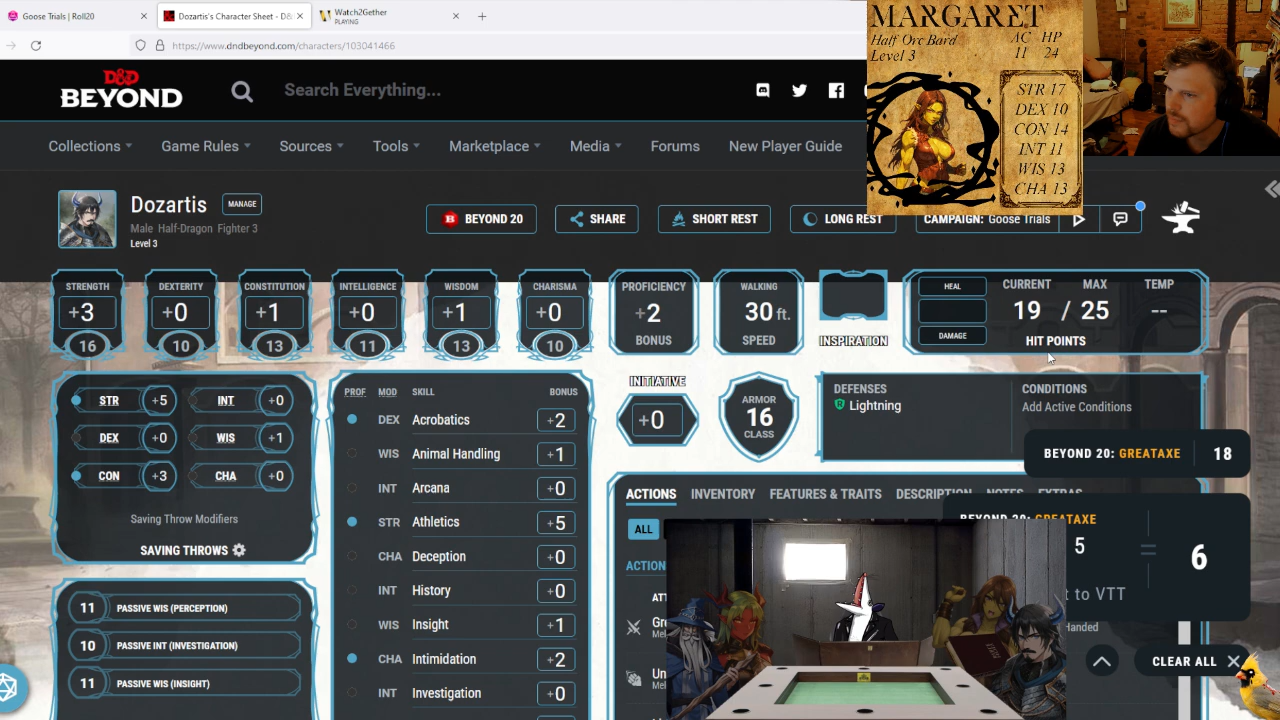 Goose Trials | Roll20
Dozartis's Character Sheet - D&
Watch2Gether
PLAYING
https://www.dndbeyond.com/characters/103041466
D&D
BEYOND
Search Everything...
Collections
Game Rules
Sources
Tools
Marketplace
Media
Forums
New Player Guide
MARGARET
Half Orc Bard
Level 3
AC HP
11 24
STR 17
DEX 10
CON 14
INT 11
WIS 13
CHA 13
Dozartis
MANAGE
Male Half-Dragon Fighter 3
Level 3
BEYOND 20
SHARE
SHORT REST
LONG REST
CAMPAIGN: Goose Trials
STRENGTH
+3
16
DEXTERITY
+0
10
CONSTITUTION
+1
13
INTELLIGENCE
+0
11
WISDOM
+1
13
CHARISMA
+0
10
PROFICIENCY
+2
BONUS
WALKING
30 ft.
SPEED
INSPIRATION
HEAL
DAMAGE
CURRENT MAX TEMP
19 / 25 --
HIT POINTS
STR +5
INT +0
DEX +0
WIS +1
CON +3
CHA +0
Saving Throw Modifiers
SAVING THROWS
11 PASSIVE WIS (PERCEPTION)
10 PASSIVE INT (INVESTIGATION)
11 PASSIVE WIS (INSIGHT)
PROF MOD SKILL BONUS
DEX Acrobatics +2
WIS Animal Handling +1
INT Arcana +0
STR Athletics +5
CHA Deception +0
INT History +0
WIS Insight +1
CHA Intimidation +2
INT Investigation +0
INITIATIVE
+0
ARMOR
16
CLASS
DEFENSES
Lightning
CONDITIONS
Add Active Conditions
ACTIONS INVENTORY FEATURES & TRAITS DESCRIPTION NOTES EXTRAS
ALL
ACTION
ATT
Gre
Mel
Un
Mel
BEYOND 20: GREATAXE 18
BEYOND 20: GREATAXE
5 = 6
t to VTT
Handed
CLEAR ALL